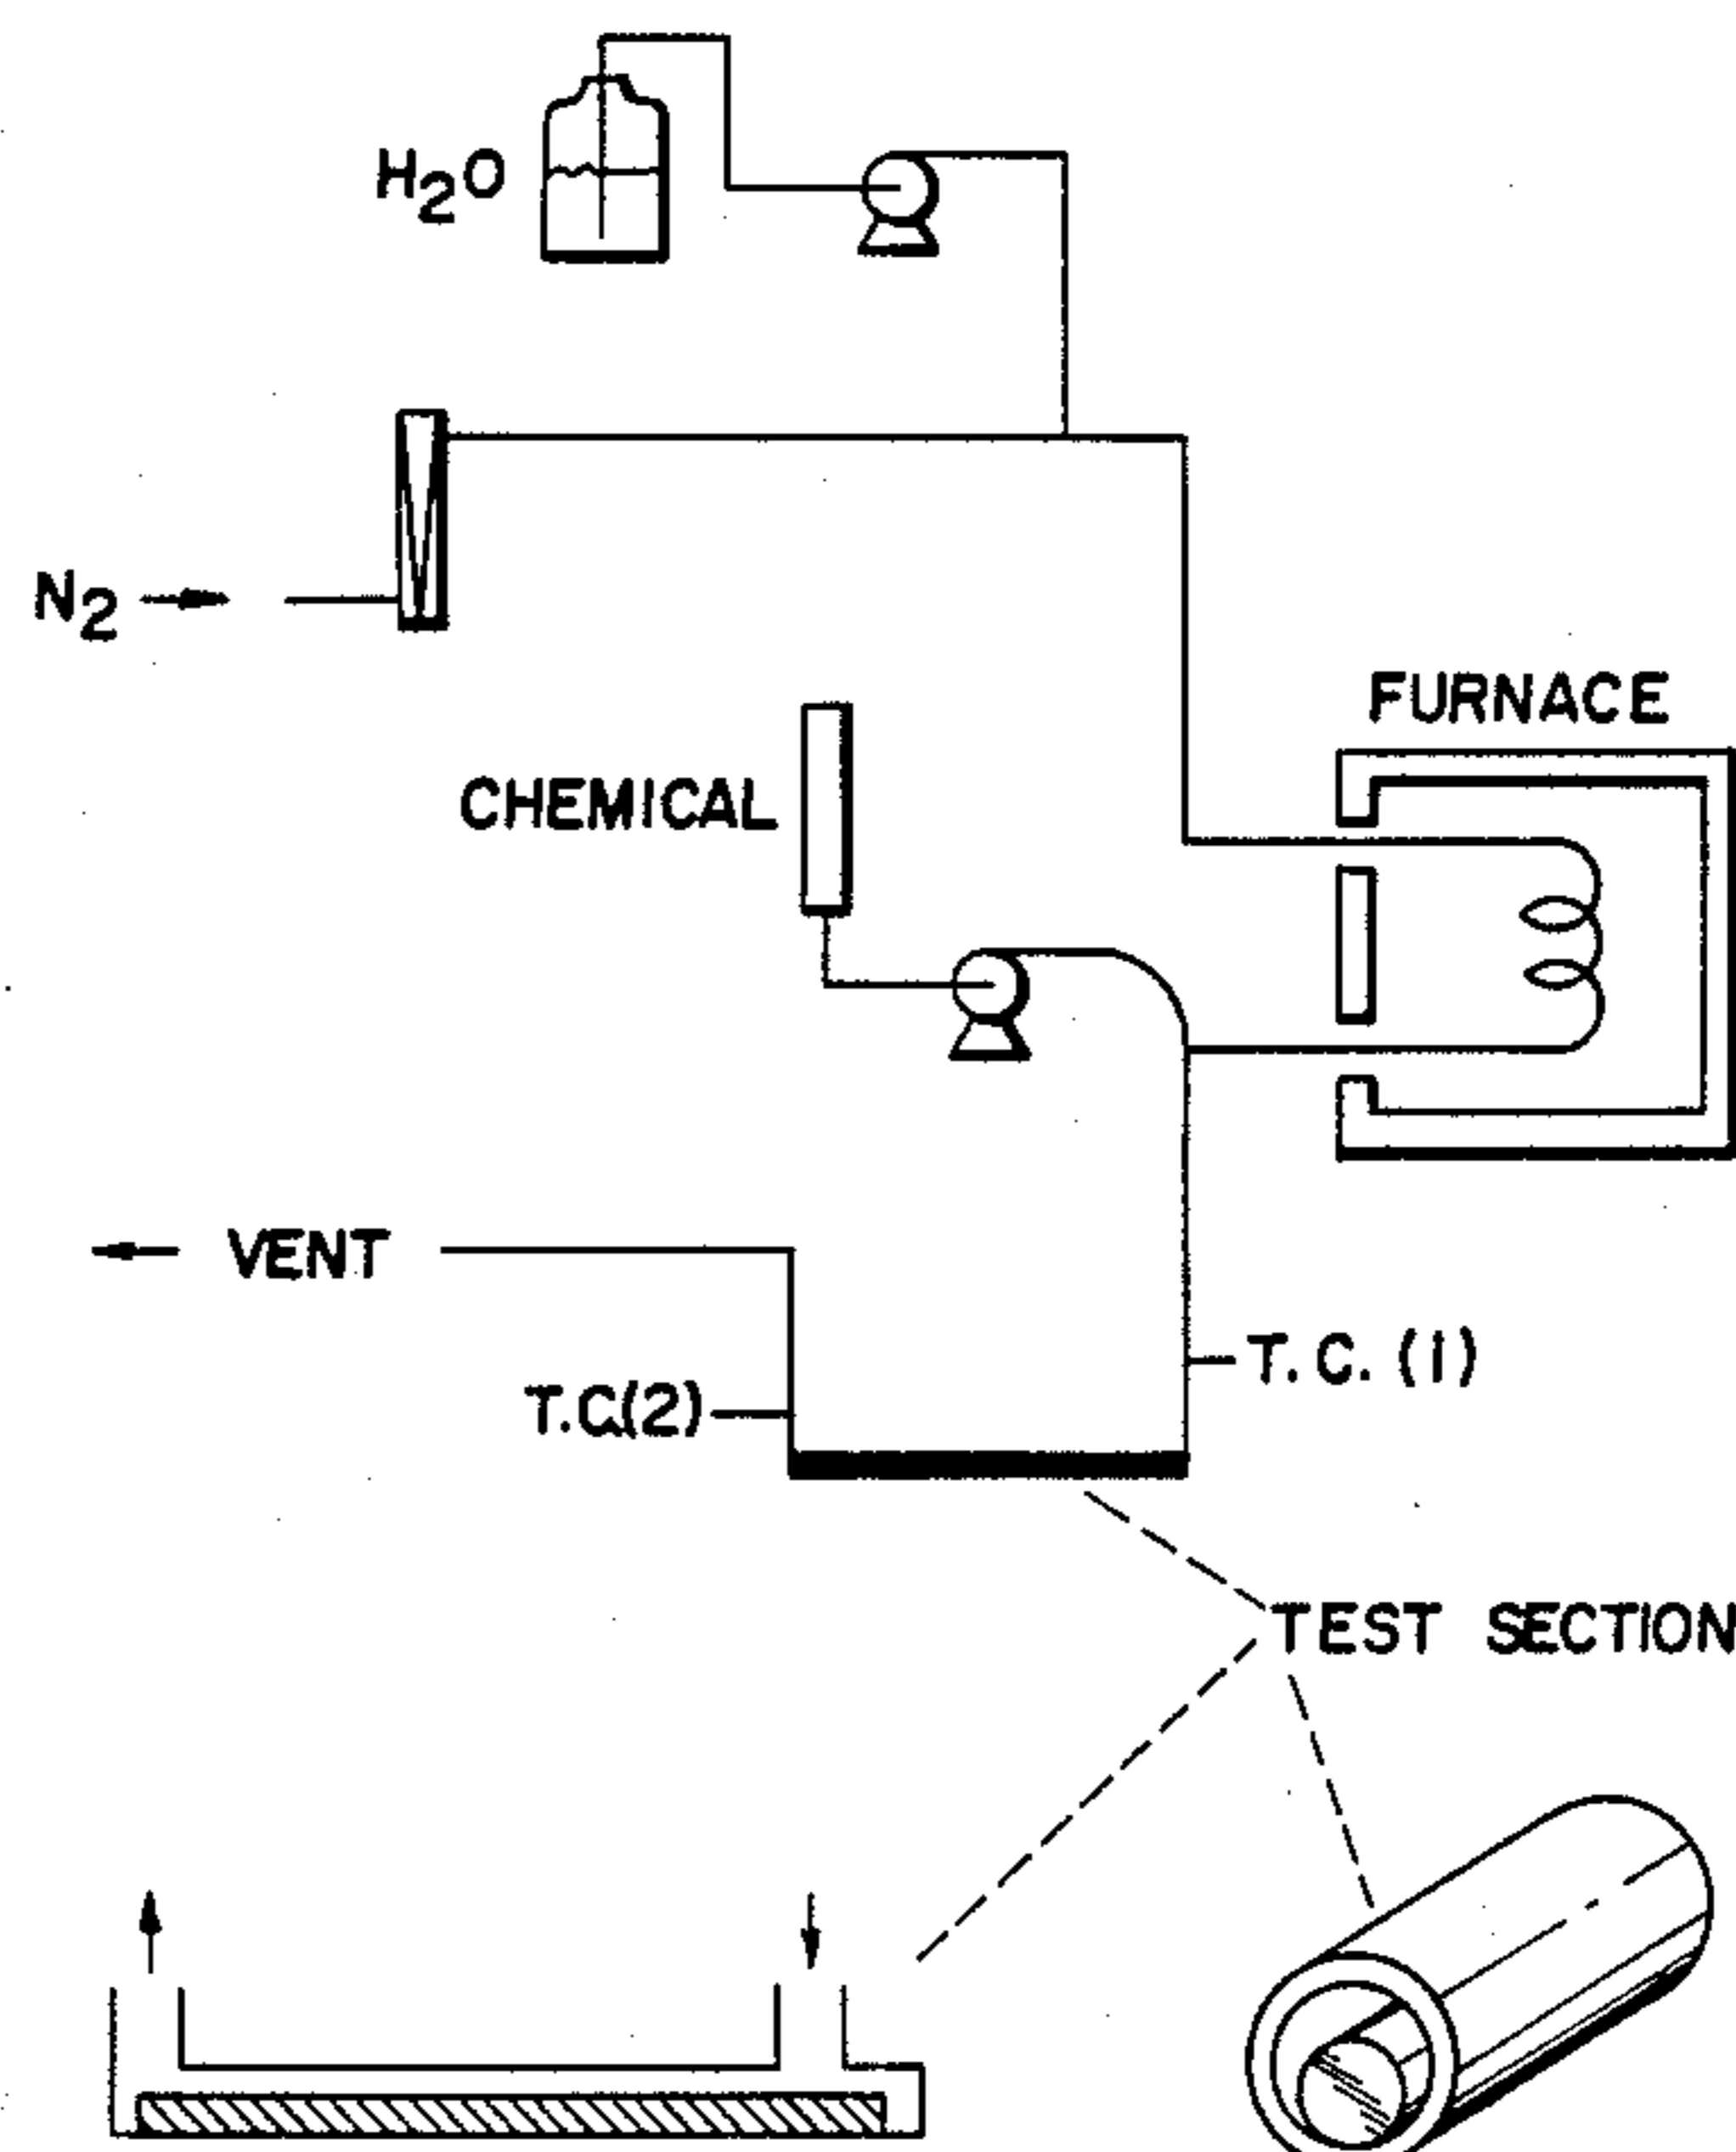 H2O
N2
FURNACE
CHEMICAL
VENT
T.C.(1)
T.C.(2)
TEST SECTION